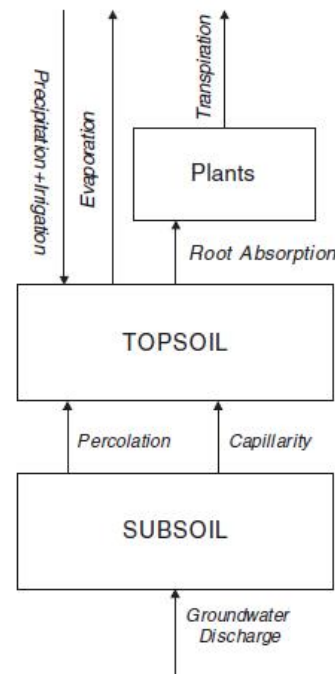 Precipitation+Irrigation
Evaporation
Transpiration
Plants
Root Absorption
TOPSOIL
Percolation
Capillarity
SUBSOIL
Groundwater
Discharge